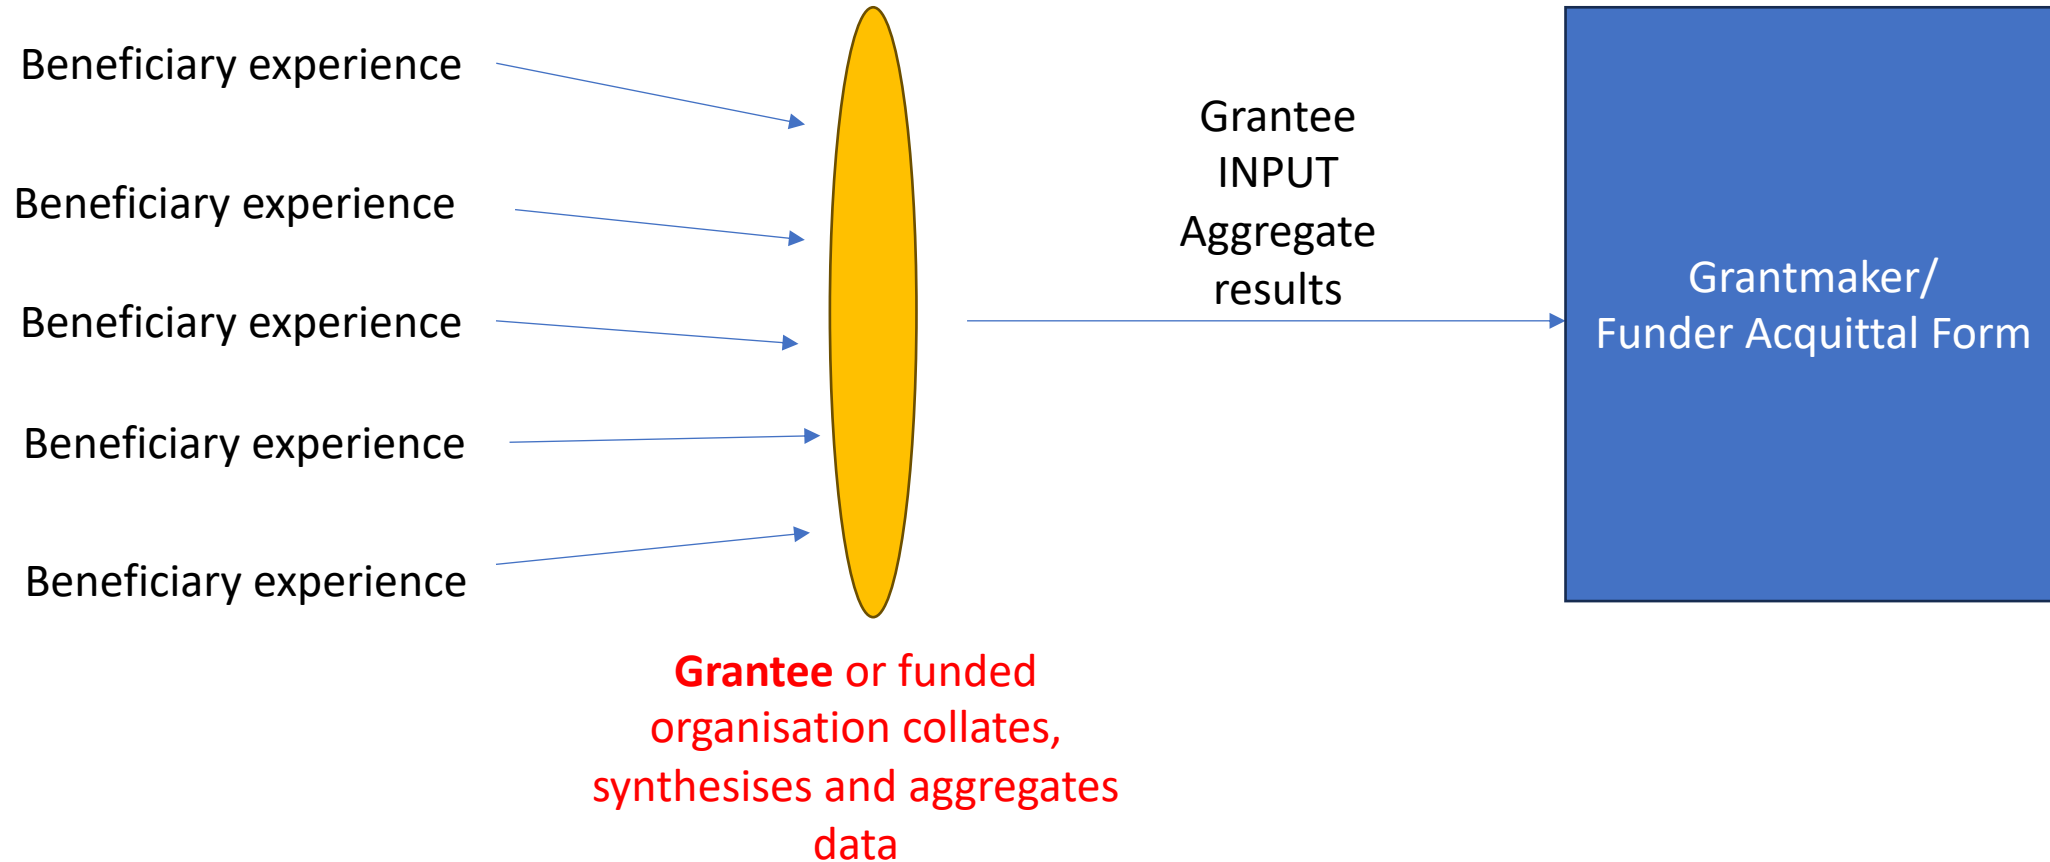 Beneficiary experience
Beneficiary experience
Beneficiary experience
Beneficiary experience
Beneficiary experience
Grantee or funded
organisation collates,
synthesises and aggregates
data
Grantee
INPUT
Aggregate
results
Grantmaker/
Funder Acquittal Form